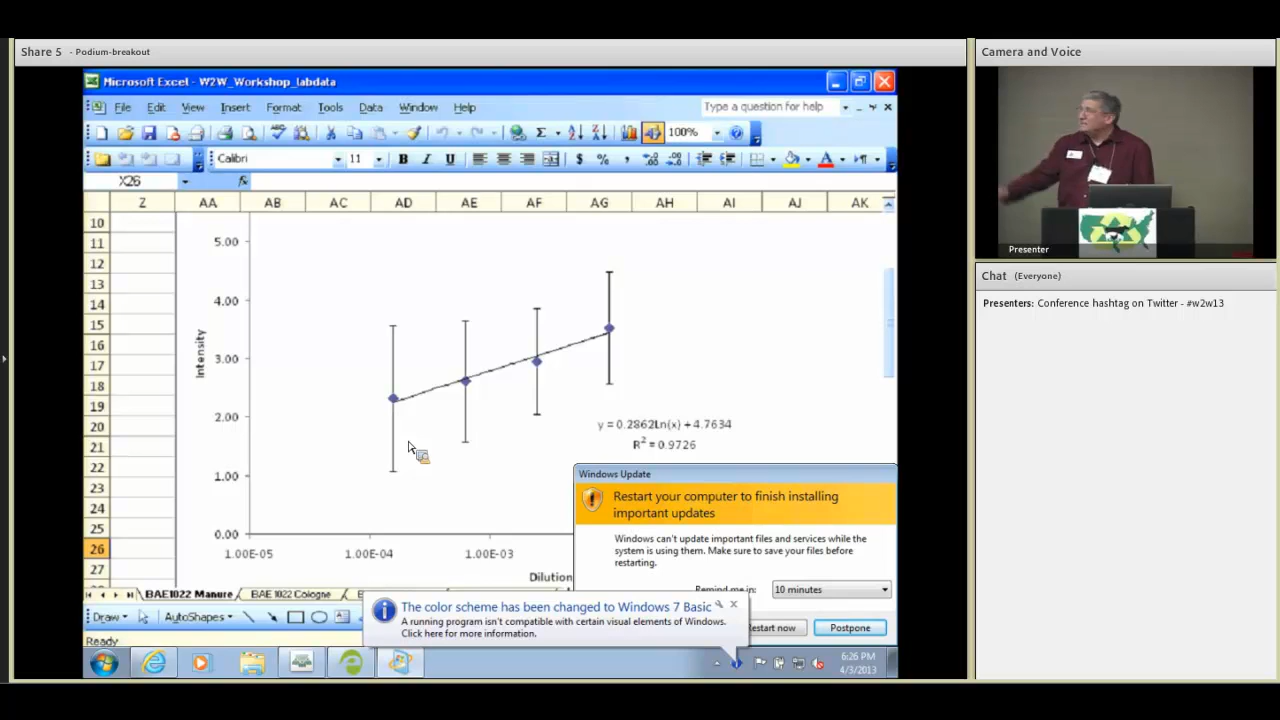 Share 5 - Podium-breakout
Microsoft Excel - W2W_Workshop_labdata
File Edit View Insert Format Tools Data Window Help
Type a question for help
100%
Calibri 11 B I U $ % ,
X26 fx
Z AA AB AC AD AE AF AG AH AI AJ AK
10
11
12
13
14
15
16
17
18
19
20
21
22
23
24
25
26
27
5.00
4.00
3.00
2.00
1.00
0.00
Intensity
1.00E-05 1.00E-04 1.00E-03
Dilution
y = 0.2862Ln(x) + 4.7634
R2 = 0.9726
BAE1022 Manure BAE 1022 Cologne
Draw AutoShapes
Ready
Windows Update
Restart your computer to finish installing
important updates
Windows can't update important files and services while the
system is using them. Make sure to save your files before
restarting.
Remind me in: 10 minutes
Restart now Postpone
The color scheme has been changed to Windows 7 Basic
A running program isn't compatible with certain visual elements of Windows.
Click here for more information.
6:26 PM
4/3/2013
Camera and Voice
Presenter
Chat (Everyone)
Presenters: Conference hashtag on Twitter - #w2w13